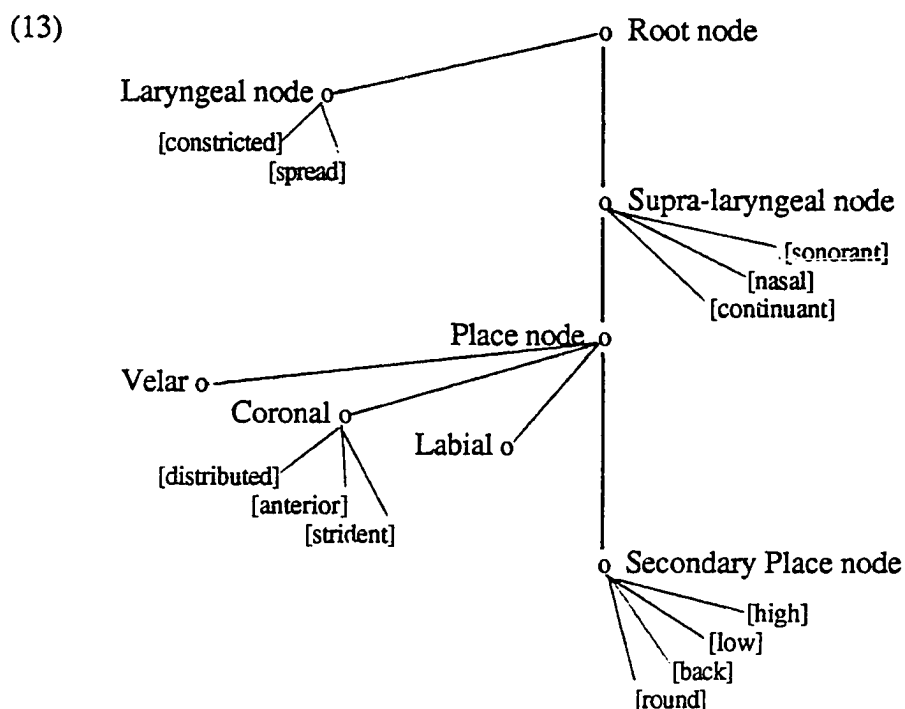 (13)
Root node
Laryngeal node
[constricted]
[spread]
Supra-laryngeal node
[sonorant]
[nasal]
[continuant]
Place node
Velar
Coronal
Labial
[distributed]
[anterior]
[strident]
Secondary Place node
[high]
[low]
[back]
[round]